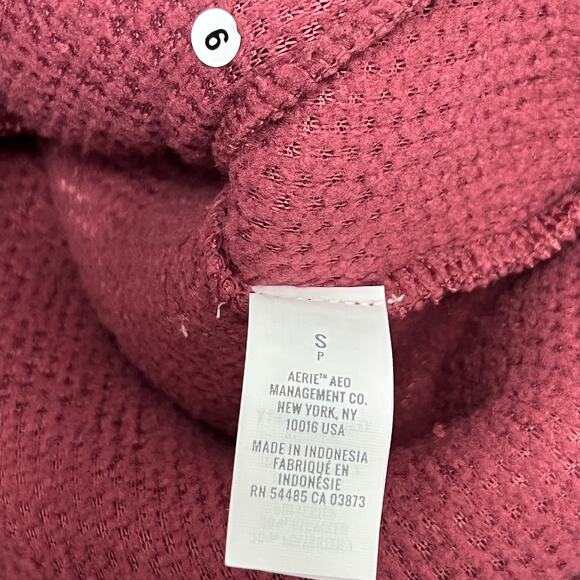 6
S
P
AERIE™ AEO
MANAGEMENT CO.
NEW YORK, NY
10016 USA
MADE IN INDONESIA
FABRIQUÉ EN
INDONÉSIE
RN 54485 CA 03873